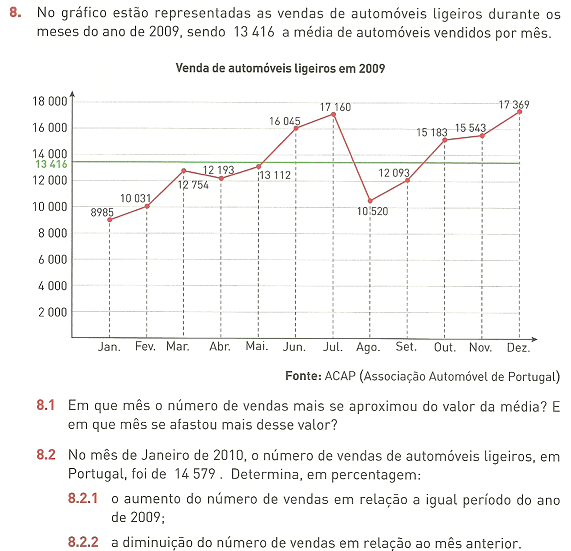 8. No gráfico estão representadas as vendas de automóveis ligeiros durante os
meses do ano de 2009, sendo 13 416 a média de automóveis vendidos por mês.
Venda de automóveis ligeiros em 2009
18 000
16 000
14 000
13 416
12 000
10 000
8 000
6 000
4 000
2 000
8985
10 031
12 754
12 193
13 112
16 045
17 160
10 520
12 093
15 183
15 543
17 369
Jan. Fev. Mar. Abr. Mai. Jun. Jul. Ago. Set. Out. Nov. Dez.
Fonte: ACAP (Associação Automóvel de Portugal)
8.1 Em que mês o número de vendas mais se aproximou do valor da média? E
em que mês se afastou mais desse valor?
8.2 No mês de Janeiro de 2010, o número de vendas de automóveis ligeiros, em
Portugal, foi de 14 579 . Determina, em percentagem:
8.2.1 o aumento do número de vendas em relação a igual período do ano
de 2009;
8.2.2 a diminuição do número de vendas em relação ao mês anterior.